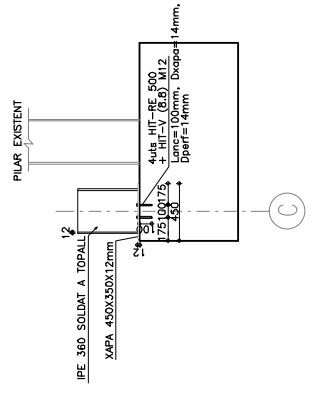 PILAR EXISTENT
IPE 360 SOLDAT A TOPALL
XAPA 450X350X12mm
4uts HIT-RE 500
+ HIT-V (8.8) M12
Lanc=100mm, Dxapa=14mm,
Dperf=14mm
12
12
175100175
450
C